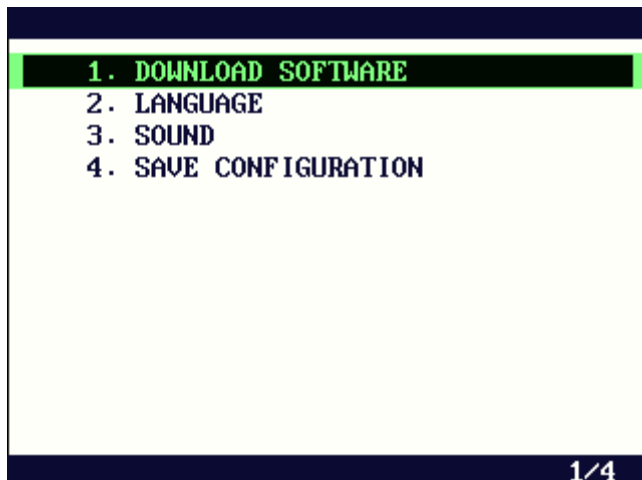 1. DOWNLOAD SOFTWARE
2. LANGUAGE
3. SOUND
4. SAVE CONFIGURATION
1/4